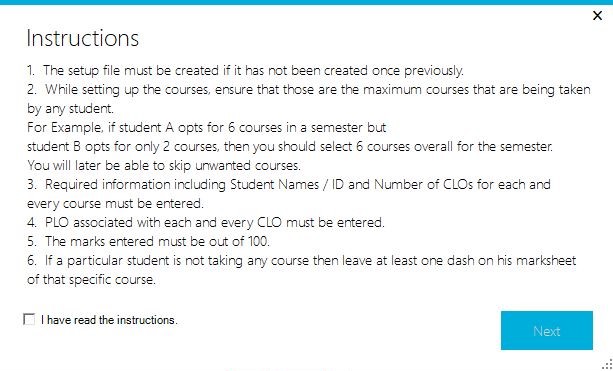 Instructions
1. The setup file must be created if it has not been created once previously.
2. While setting up the courses, ensure that those are the maximum courses that are being taken
by any student.
For Example, if student A opts for 6 courses in a semester but
student B opts for only 2 courses, then you should select 6 courses overall for the semester.
You will later be able to skip unwanted courses.
3. Required information including Student Names / ID and Number of CLOs for each and
every course must be entered.
4. PLO associated with each and every CLO must be entered.
5. The marks entered must be out of 100.
6. If a particular student is not taking any course then leave at least one dash on his marksheet
of that specific course.
I have read the instructions.
Next